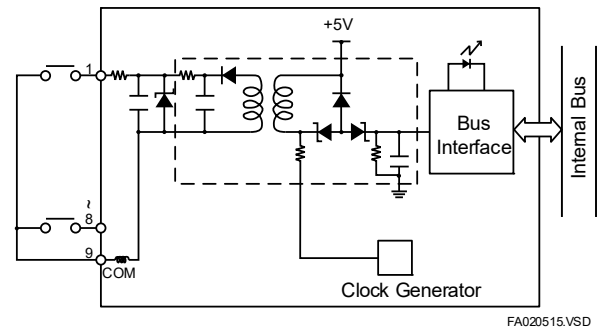 +5V
1
Bus
Interface
Internal Bus
~
8
9
COM
Clock Generator
FA020515.VSD